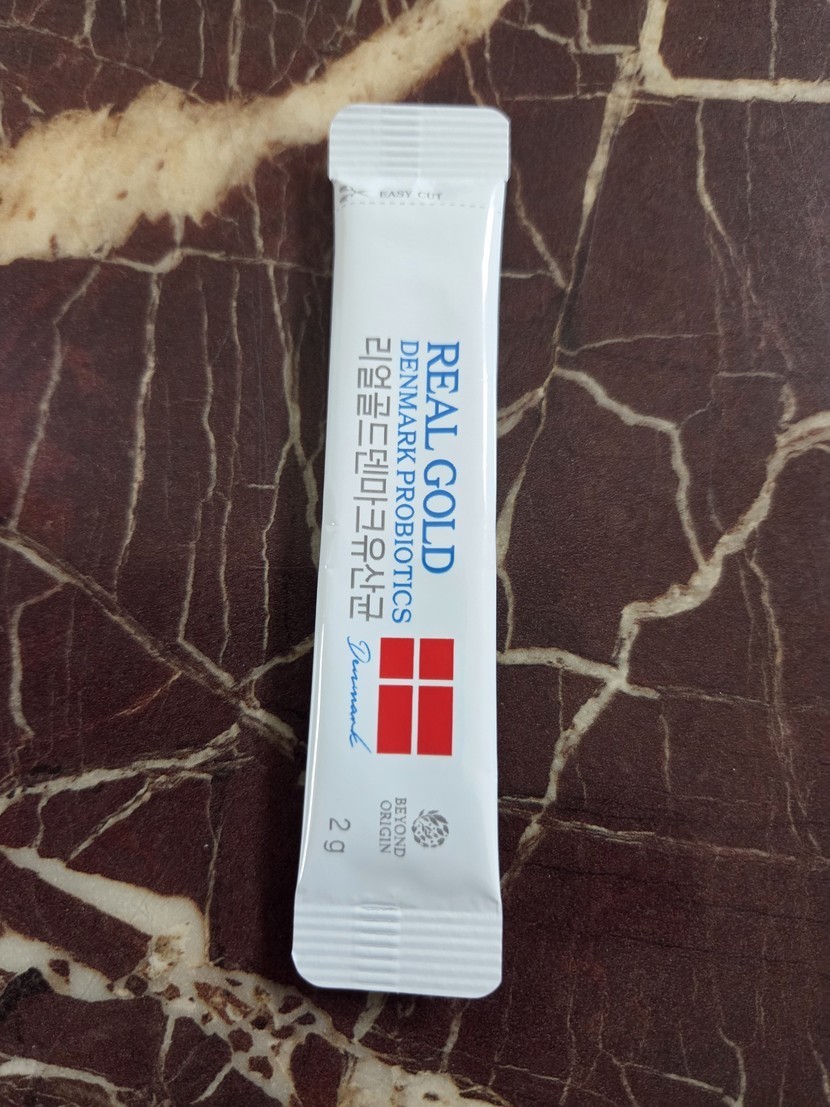 EASY CUT
REAL GOLD
DENMARK PROBIOTICS
리얼골드덴마크유산균
Denmark
BEYOND
ORIGIN
2 g